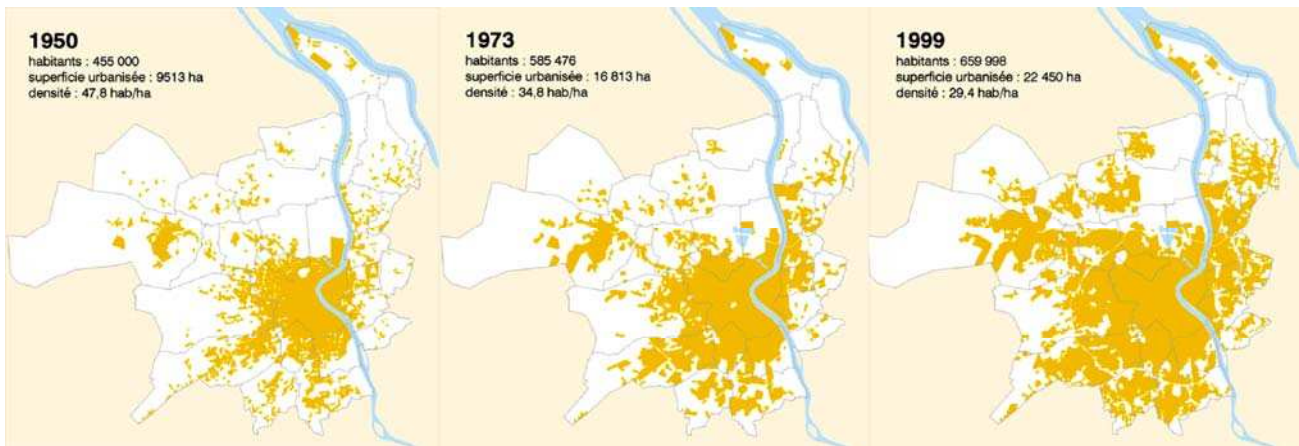 1950
habitants : 455 000
superficie urbanisée : 9513 ha
densité : 47,8 hab/ha
1973
habitants : 585 476
superficie urbanisée : 16 813 ha
densité : 34,8 hab/ha
1999
habitants : 659 998
superficie urbanisée : 22 450 ha
densité : 29,4 hab/ha